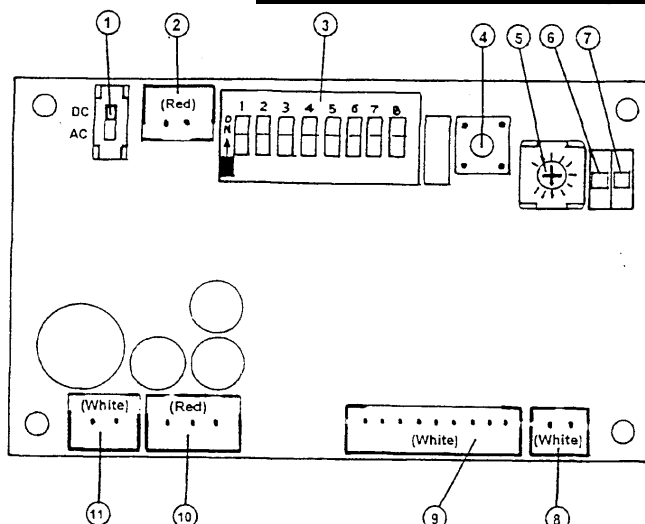 1 2 3 4 5 6 7
DC
AC
(Red)
ON
1 2 3 4 5 6 7 8
(White)
(Red)
(White)
(White)
11 10 9 8